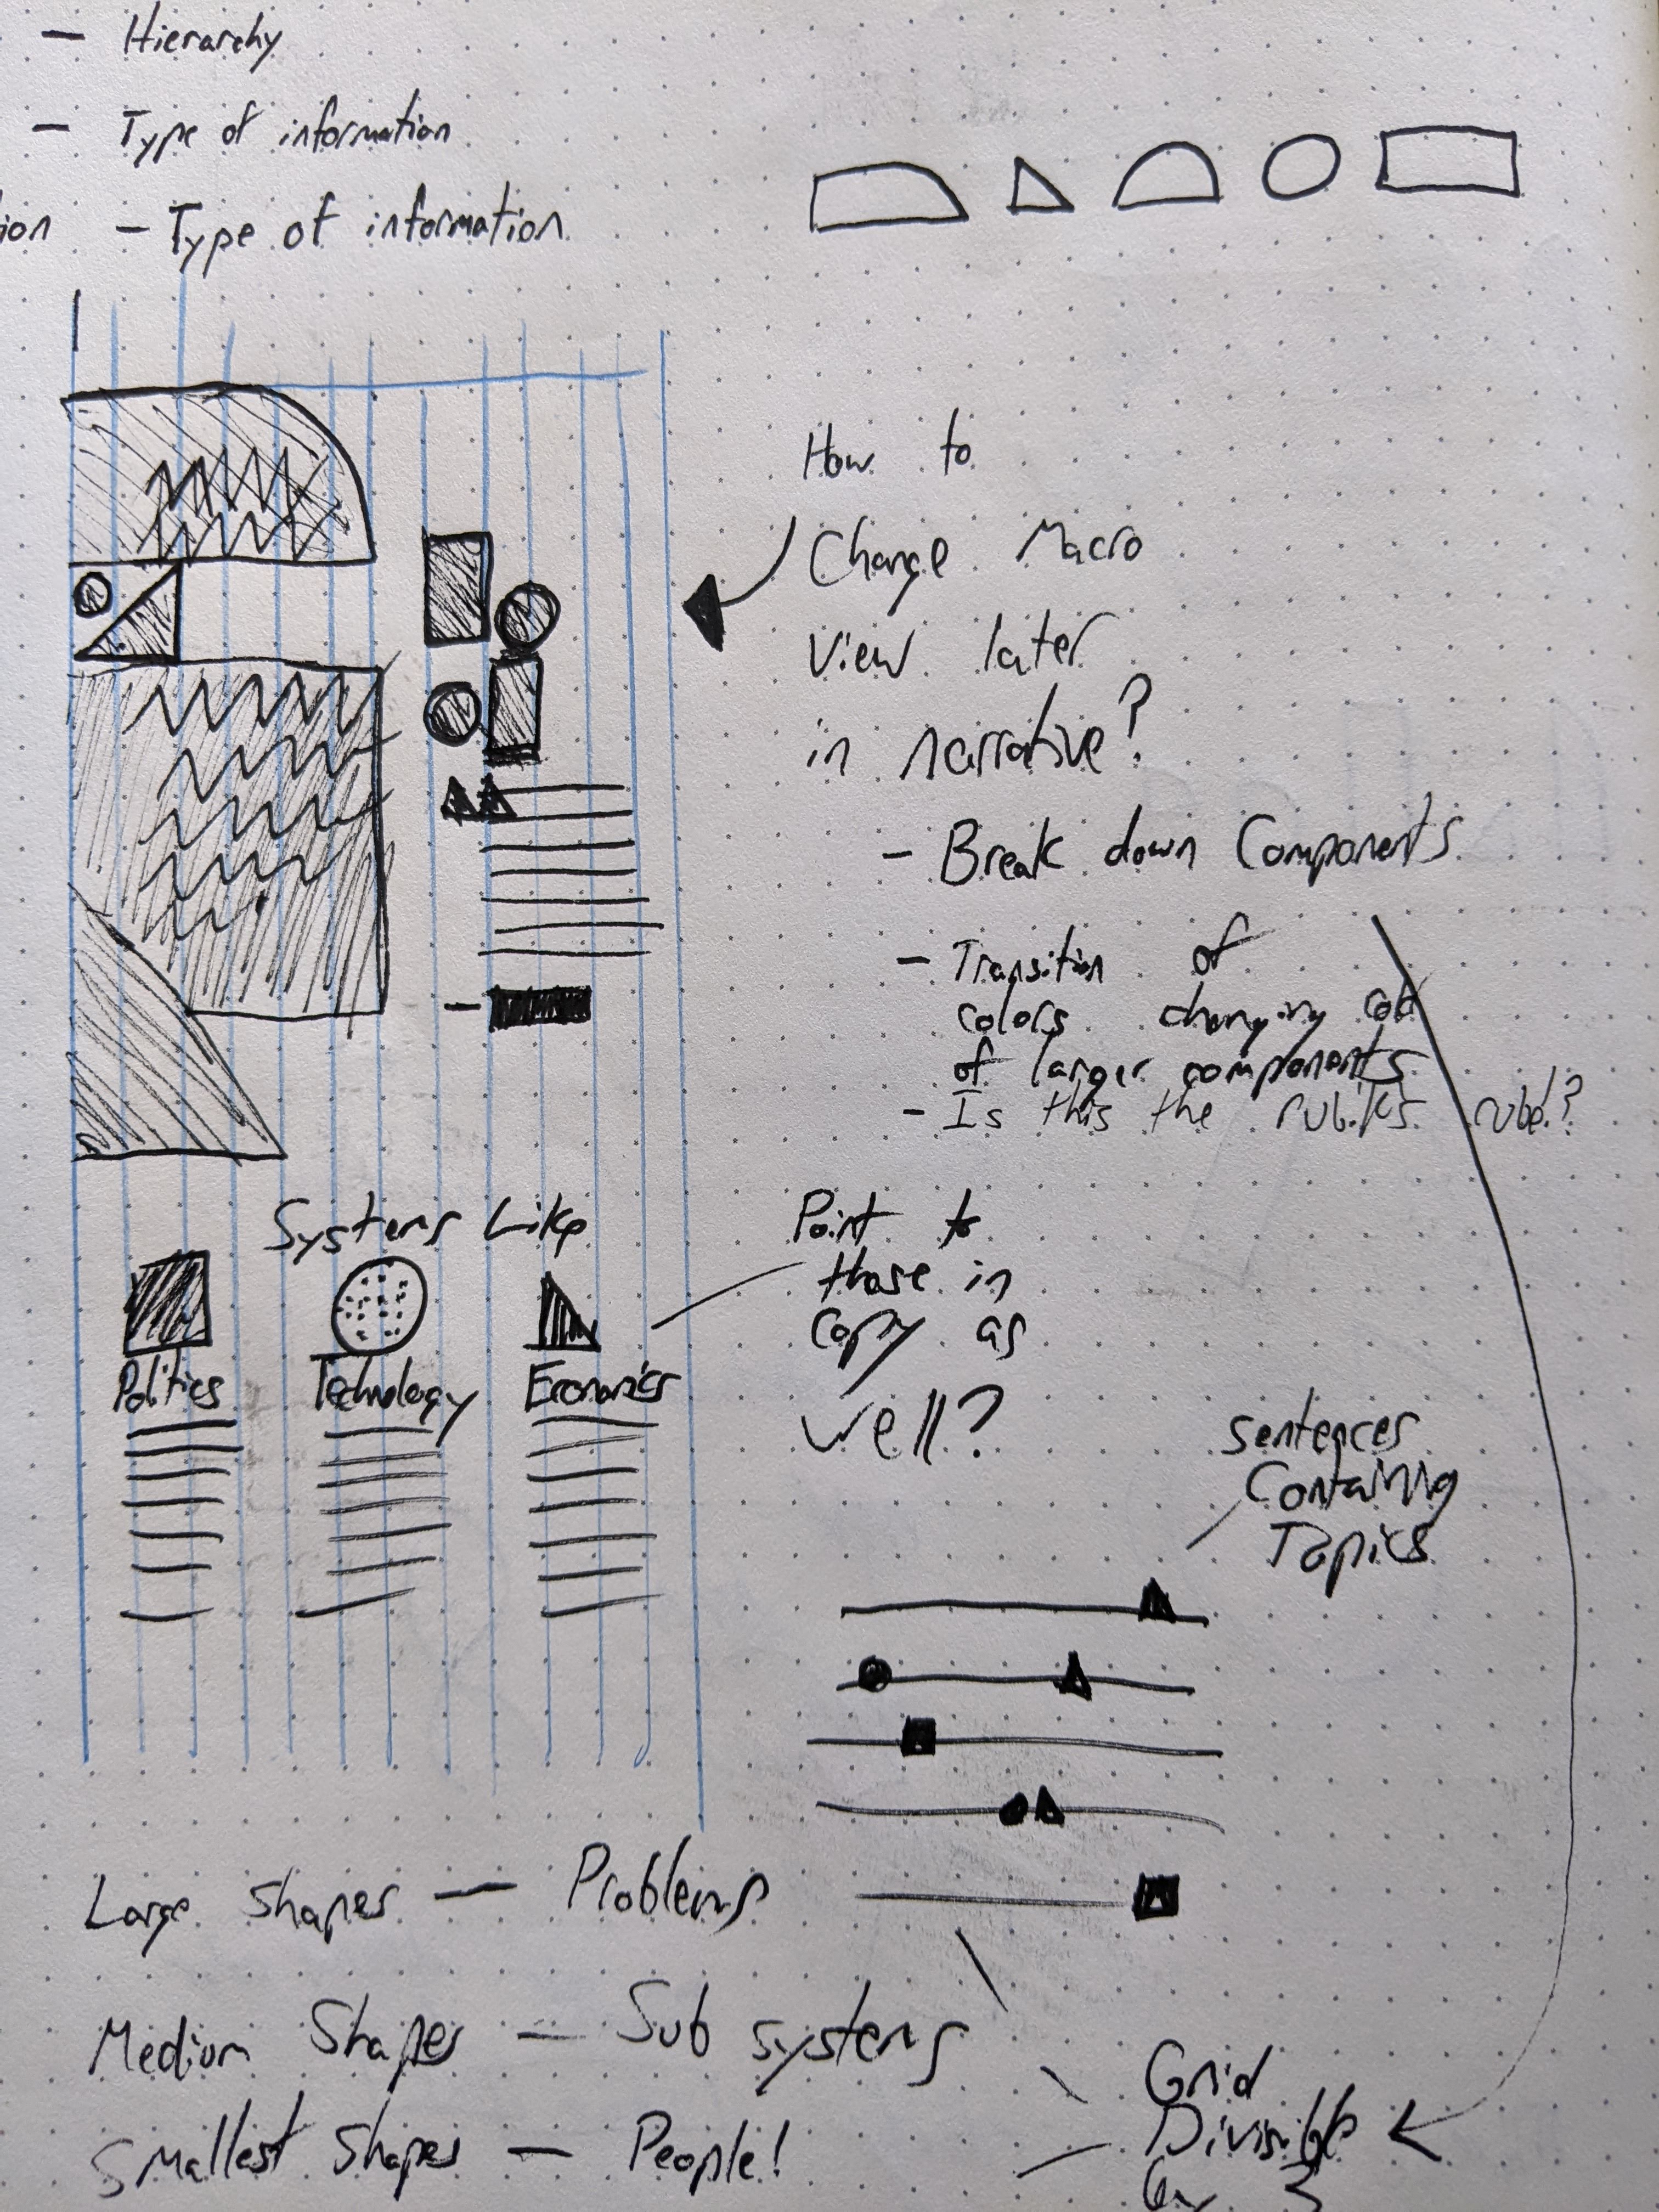 — Hierarchy
— Type of information
ion — Type of information
How to
Change Macro
View later
in narrative?
- Break down Components
- Transition of
colors changing
of larger components
- Is this the rubiks cube?
Systems Like
Politics
Technology
Economics
Point to
those in
copy as
well?
Sentences
Containing
Topics
Large shapes — Problems
Medium Shapes — Sub systems
Smallest Shapes — People!
Grid
Divisible
by 3